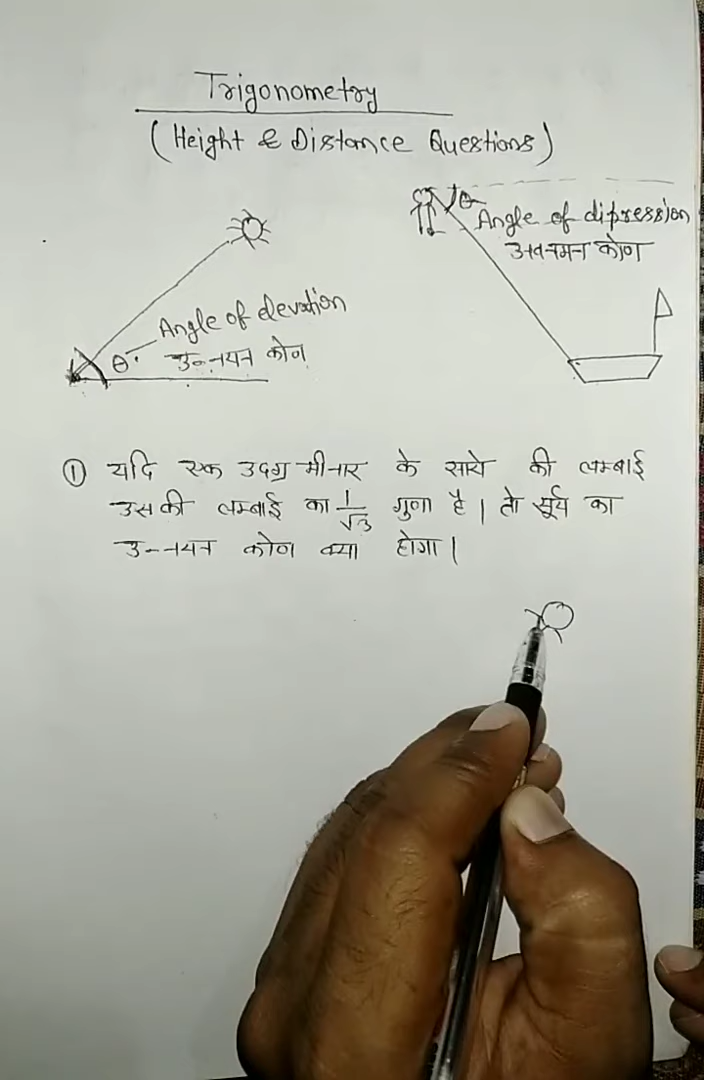 Trigonometry
(Height & Distance Questions)
θ
Angle of dipression
अवनमन कोण
Angle of elevation
θ
उन्नयन कोण
① यदि एक उदग्र मीनार के साये की लम्बाई
उसकी लम्बाई का 1/√3 गुणा है। तो सूर्य का
उन्नयन कोण क्या होगा।